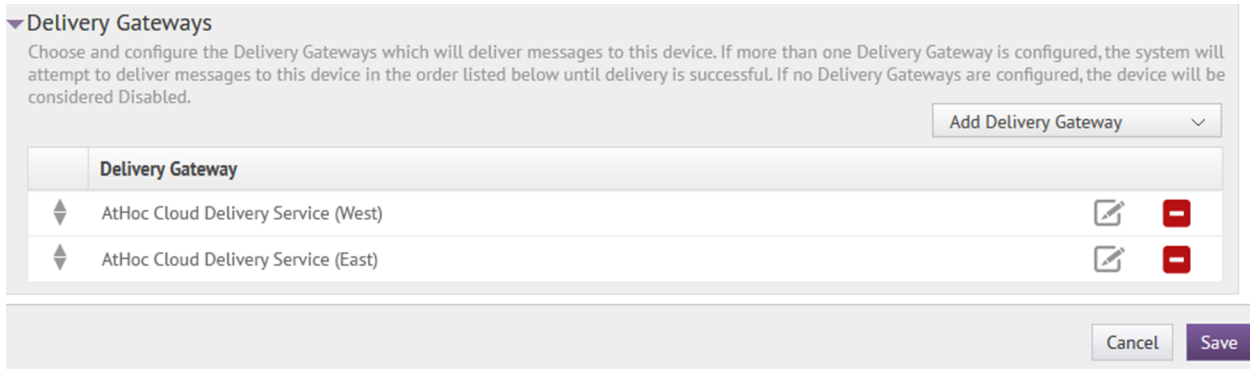 Delivery Gateways
Choose and configure the Delivery Gateways which will deliver messages to this device. If more than one Delivery Gateway is configured, the system will
attempt to deliver messages to this device in the order listed below until delivery is successful. If no Delivery Gateways are configured, the device will be
considered Disabled.
Add Delivery Gateway
Delivery Gateway
AtHoc Cloud Delivery Service (West)
AtHoc Cloud Delivery Service (East)
Cancel
Save